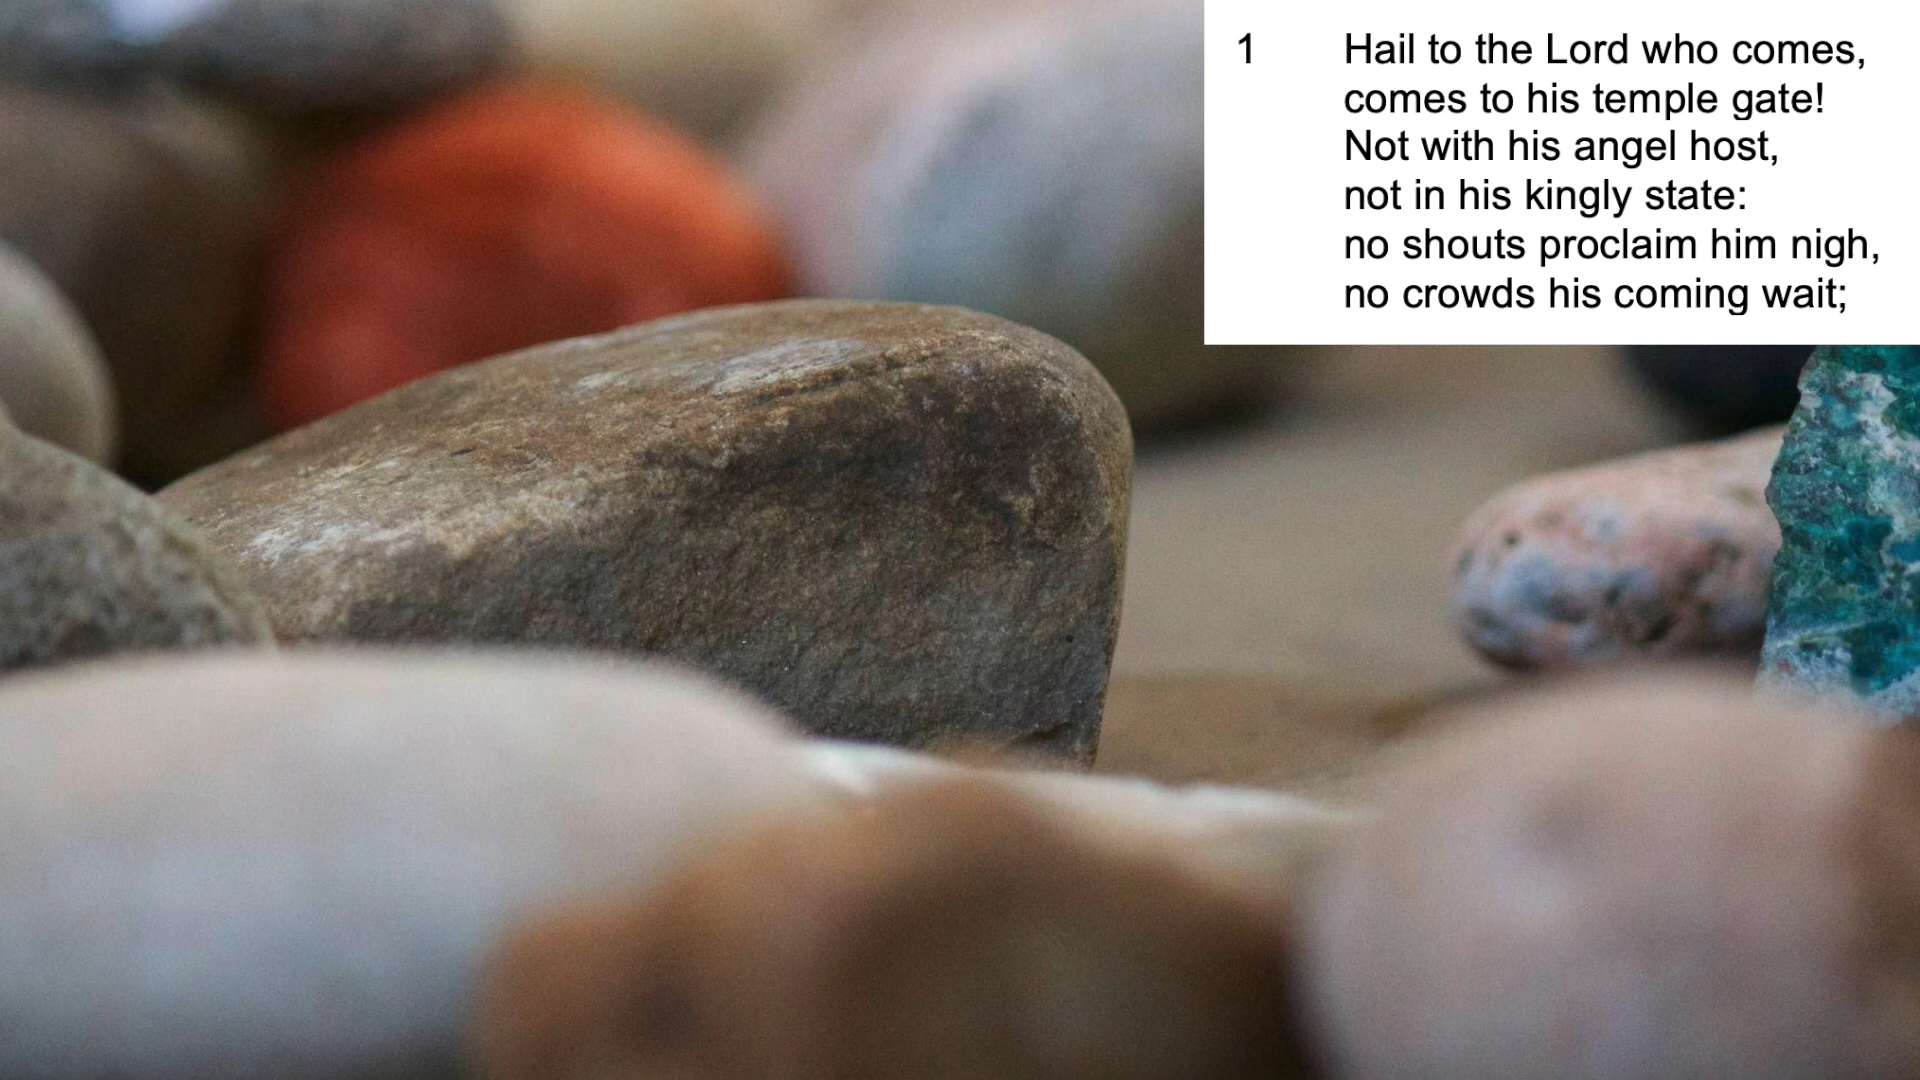 1 Hail to the Lord who comes,
comes to his temple gate!
Not with his angel host,
not in his kingly state:
no shouts proclaim him nigh,
no crowds his coming wait;